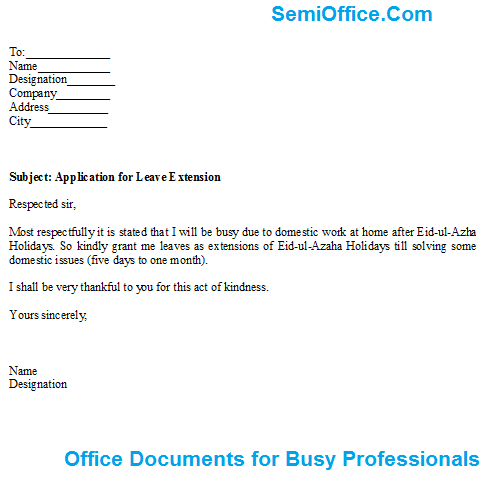 SemiOffice.Com
To:______________
Name____________
Designation________
Company_________
Address__________
City_____________
Subject: Application for Leave Extension
Respected sir,
Most respectfully it is stated that I will be busy due to domestic work at home after Eid-ul-Azha
Holidays. So kindly grant me leaves as extensions of Eid-ul-Azaha Holidays till solving some
domestic issues (five days to one month).
I shall be very thankful to you for this act of kindness.
Yours sincerely,
Name
Designation
Office Documents for Busy Professionals